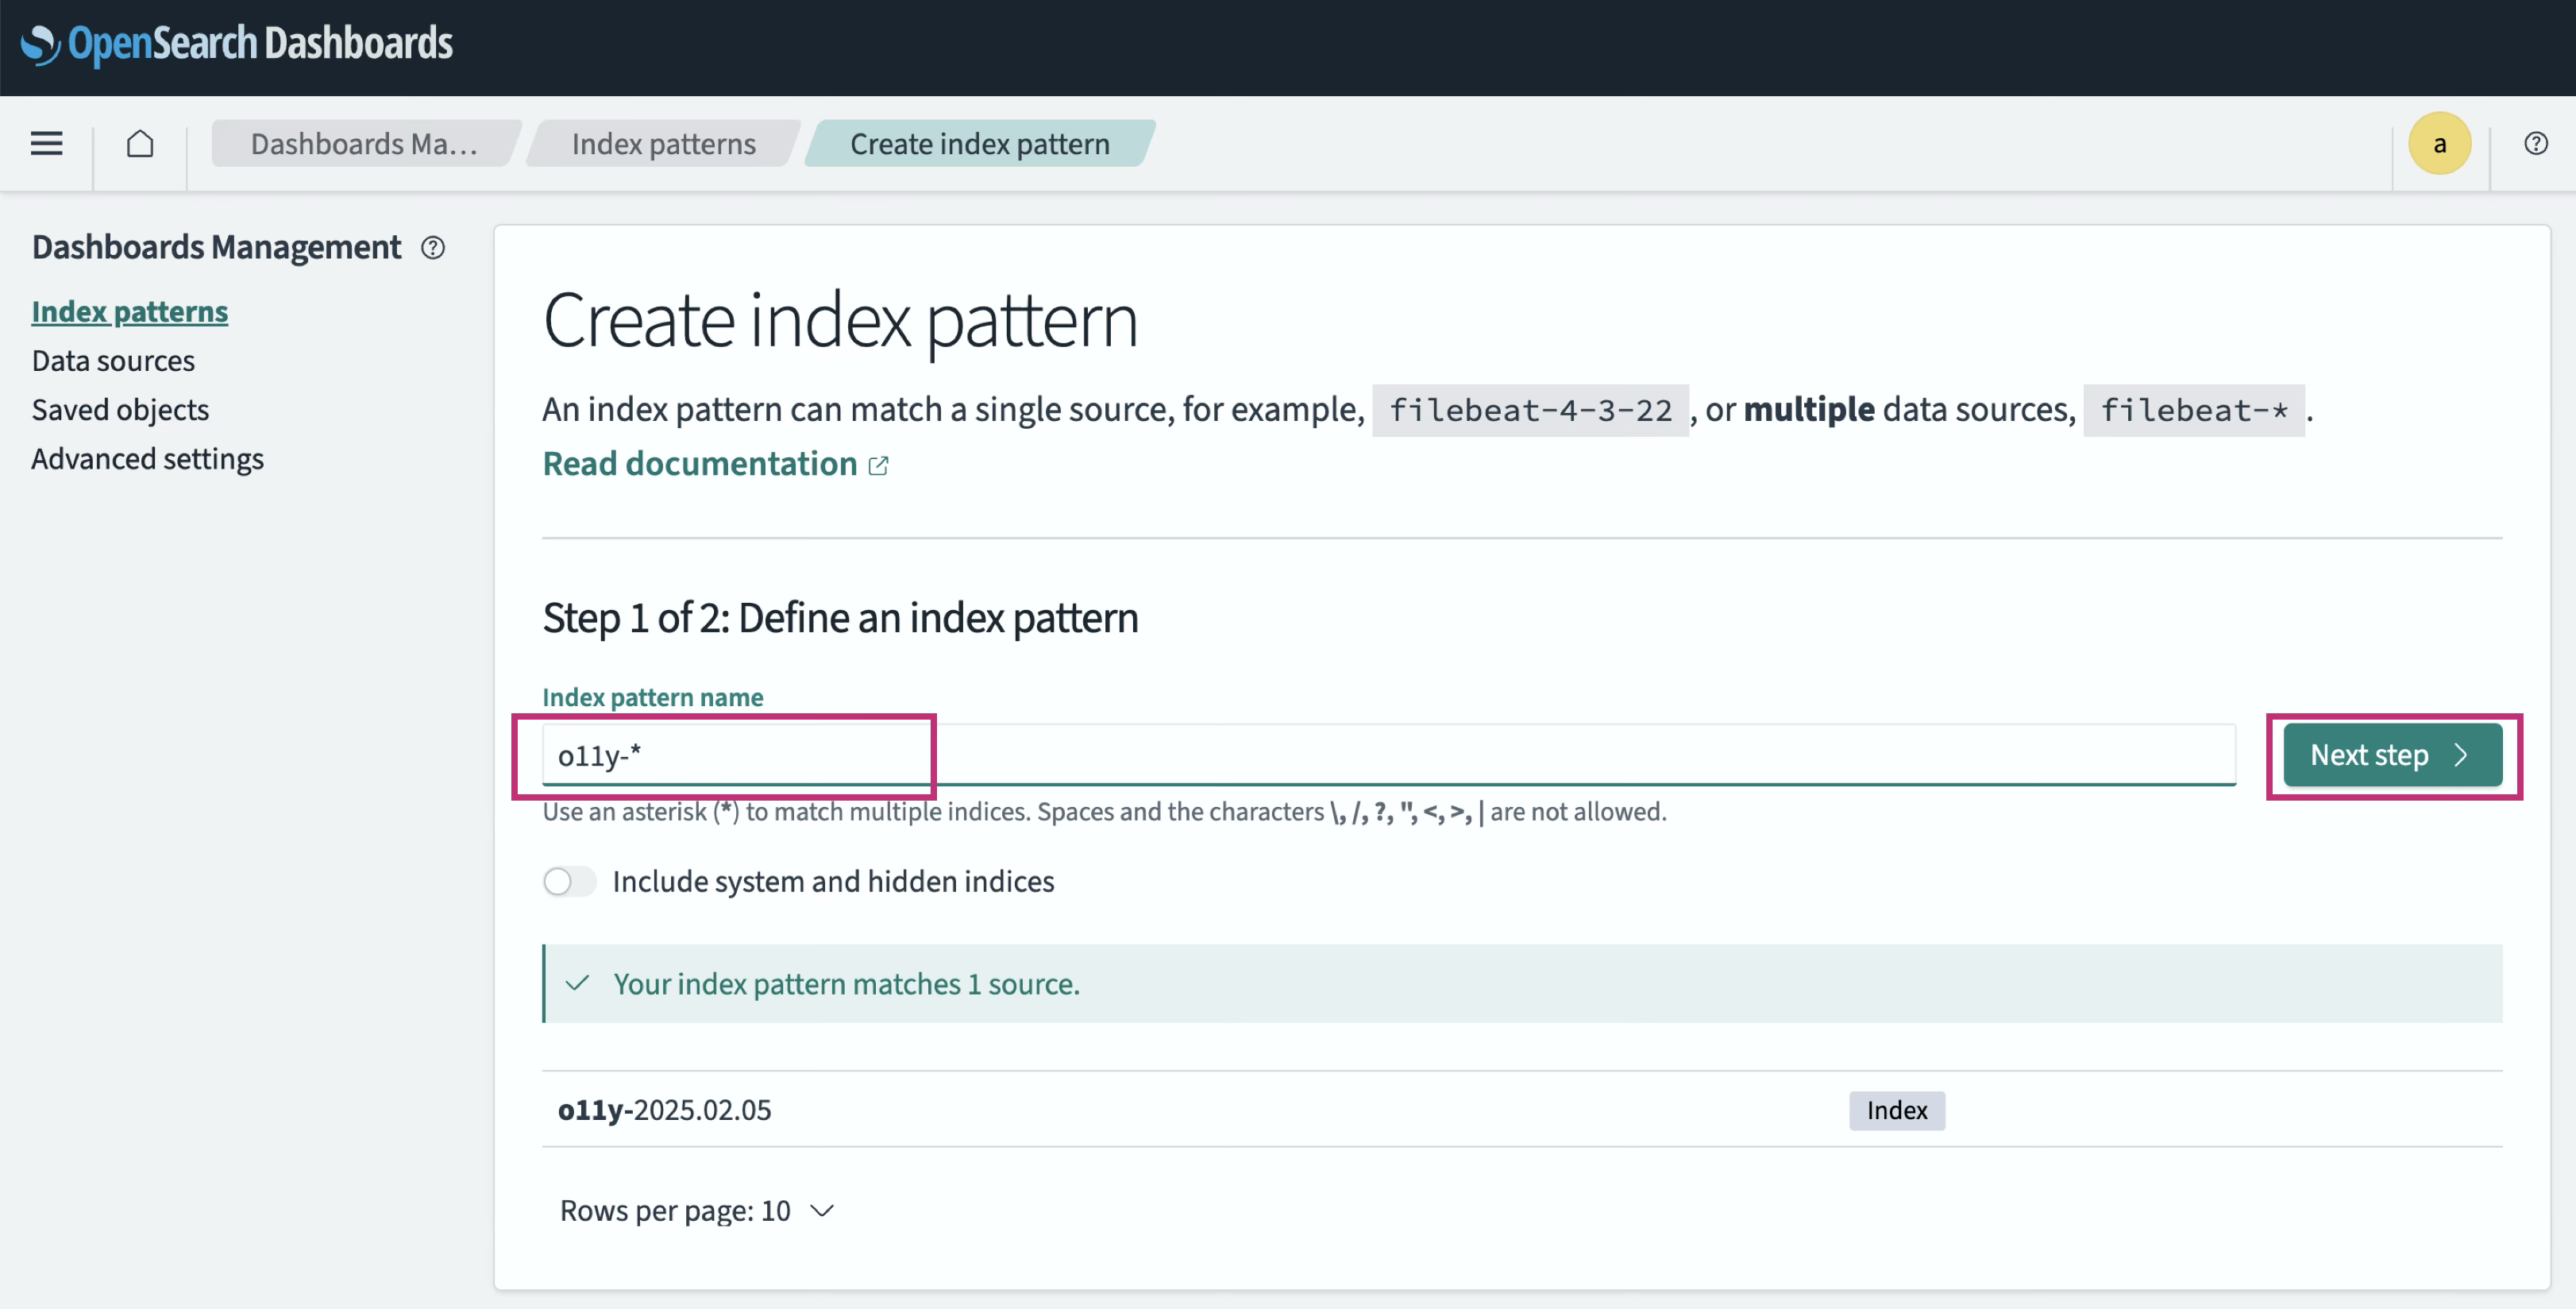 OpenSearch Dashboards
Dashboards Ma...
Index patterns
Create index pattern
a
Dashboards Management
Index patterns
Data sources
Saved objects
Advanced settings
Create index pattern
An index pattern can match a single source, for example, filebeat-4-3-22, or multiple data sources, filebeat-*.
Read documentation
Step 1 of 2: Define an index pattern
Index pattern name
o11y-*
Next step
Use an asterisk (*) to match multiple indices. Spaces and the characters \, /, ?, ", <, >, | are not allowed.
Include system and hidden indices
Your index pattern matches 1 source.
o11y-2025.02.05
Index
Rows per page: 10